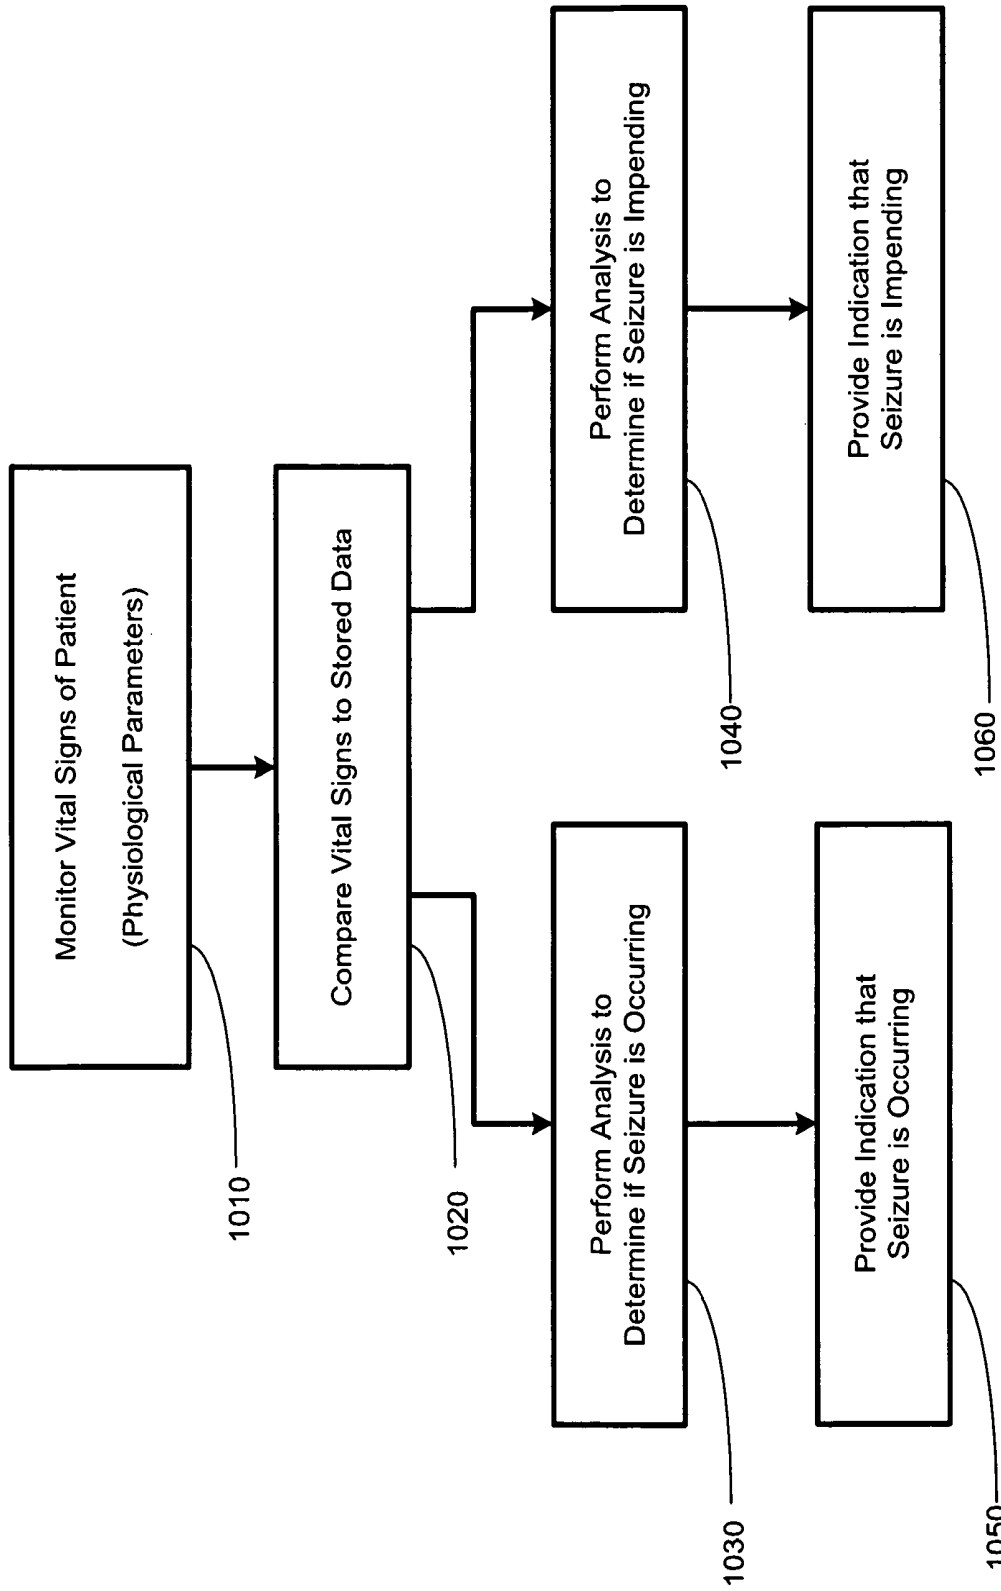 Monitor Vital Signs of Patient
(Physiological Parameters)
1010
Compare Vital Signs to Stored Data
1020
Perform Analysis to
Determine if Seizure is Occurring
1030
Perform Analysis to
Determine if Seizure is Impending
1040
Provide Indication that
Seizure is Occurring
1050
Provide Indication that
Seizure is Impending
1060